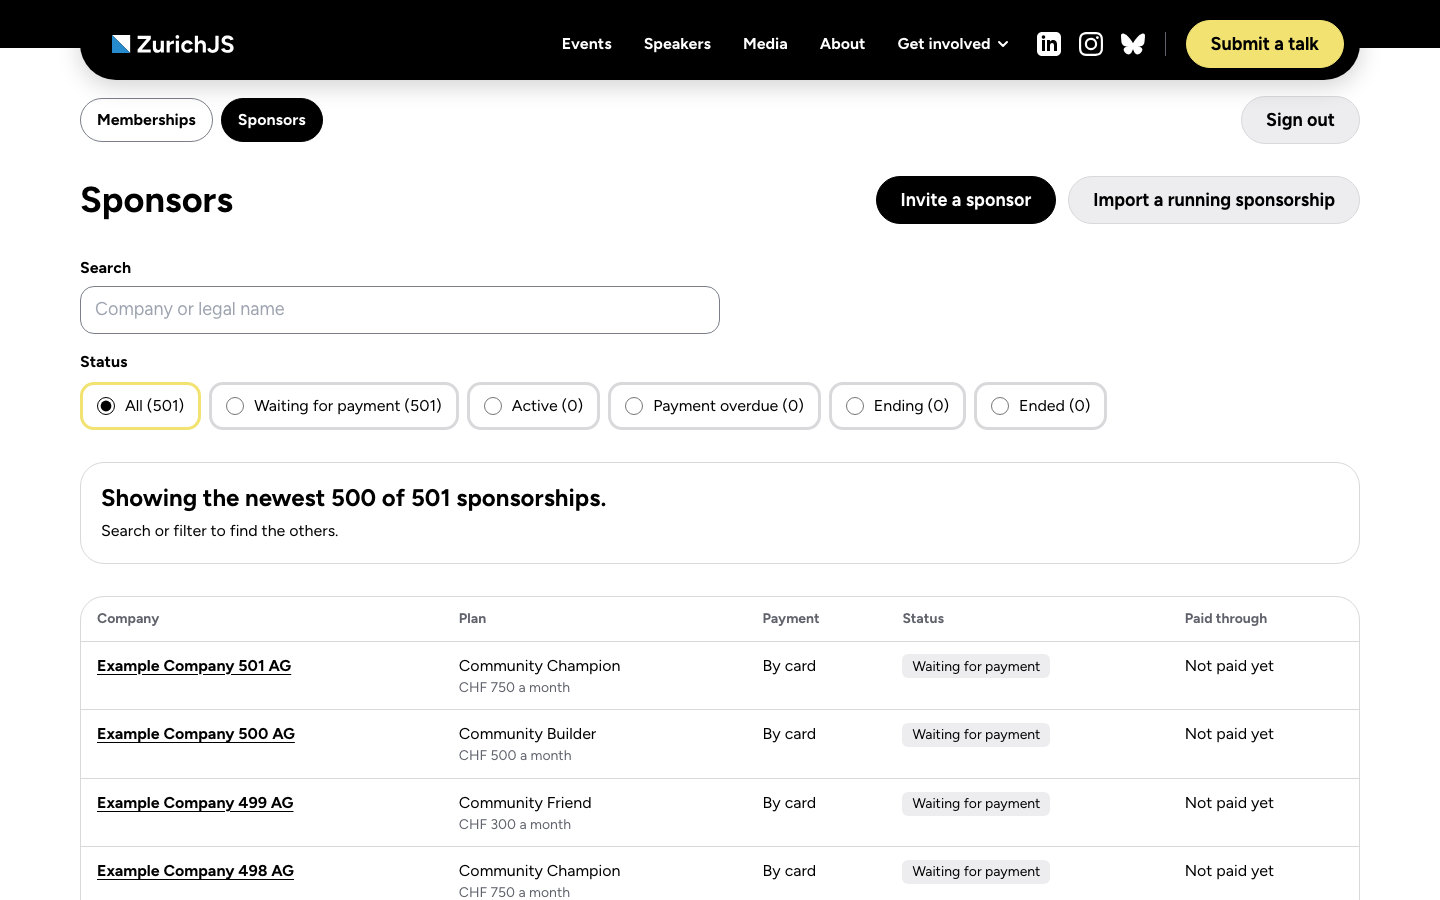 ZurichJS
Events
Speakers
Media
About
Get involved
Submit a talk
Memberships
Sponsors
Sign out
Sponsors
Invite a sponsor
Import a running sponsorship
Search
Company or legal name
Status
All (501)
Waiting for payment (501)
Active (0)
Payment overdue (0)
Ending (0)
Ended (0)
Showing the newest 500 of 501 sponsorships.
Search or filter to find the others.
Company Plan Payment Status Paid through
Example Company 501 AG Community Champion By card Waiting for payment Not paid yet
CHF 750 a month
Example Company 500 AG Community Builder By card Waiting for payment Not paid yet
CHF 500 a month
Example Company 499 AG Community Friend By card Waiting for payment Not paid yet
CHF 300 a month
Example Company 498 AG Community Champion By card Waiting for payment Not paid yet
CHF 750 a month